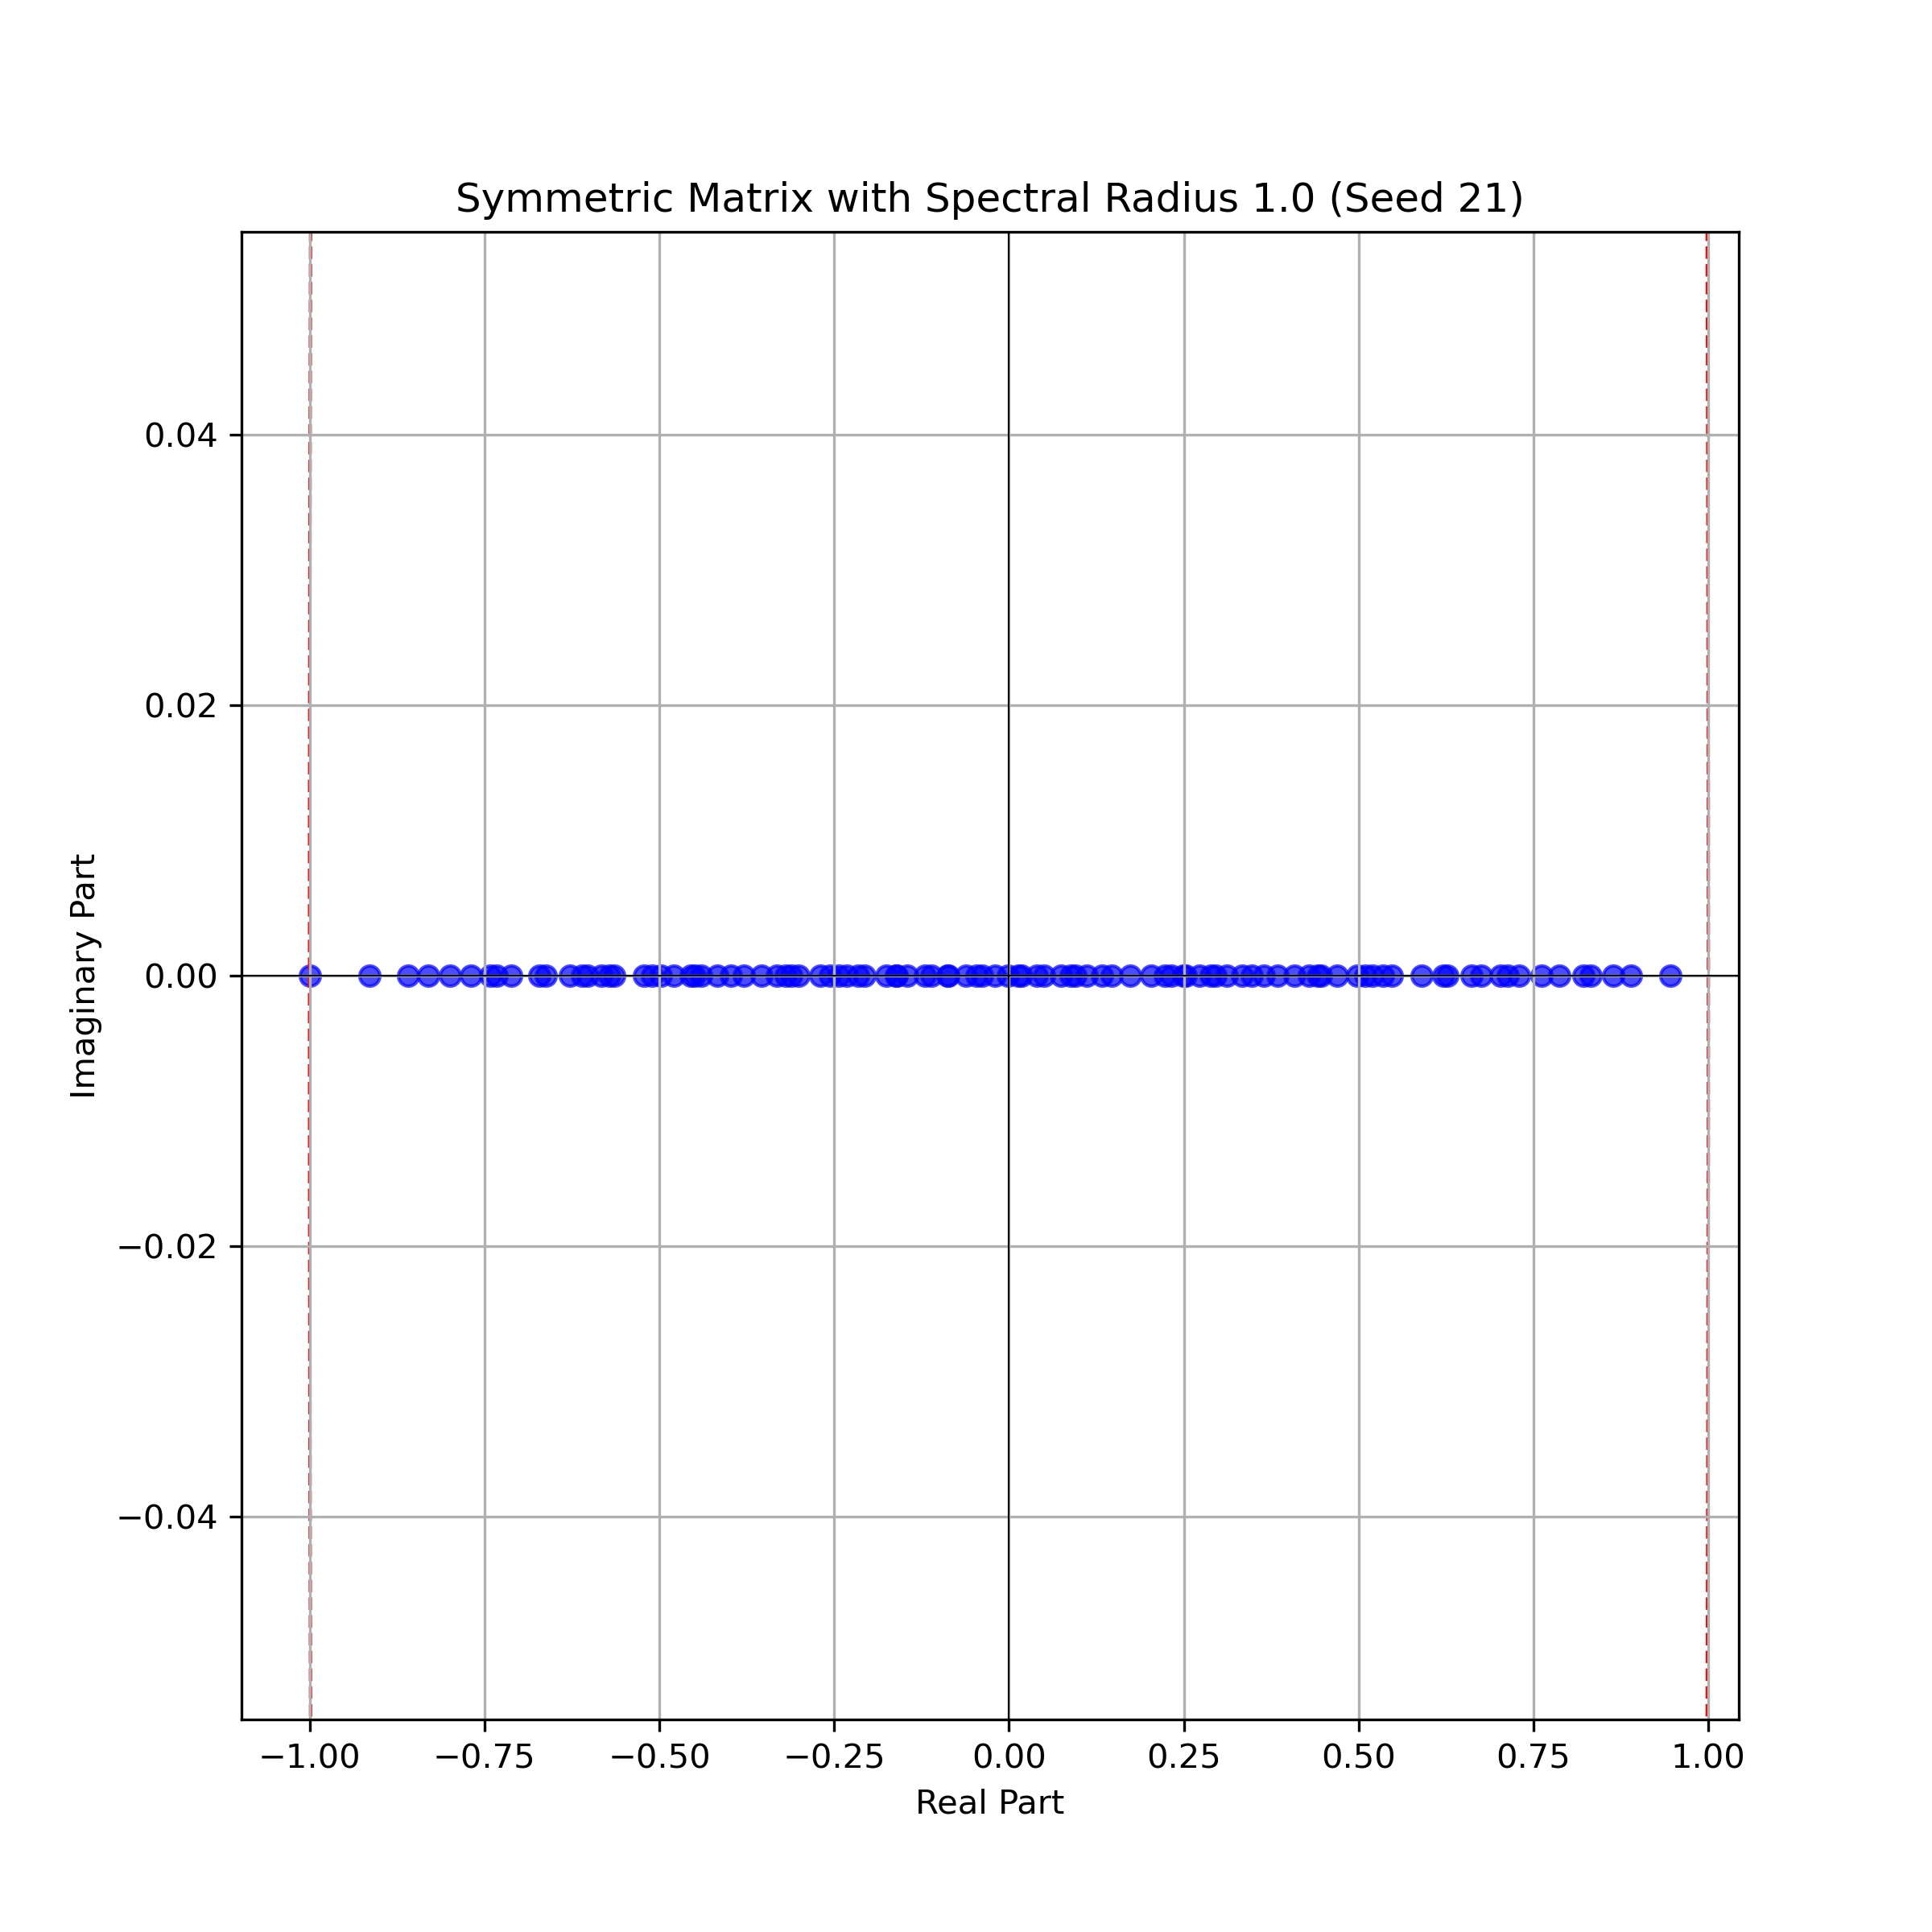 Symmetric Matrix with Spectral Radius 1.0 (Seed 21)
0.04
0.02
0.00
−0.02
−0.04
Imaginary Part
−1.00 −0.75 −0.50 −0.25 0.00 0.25 0.50 0.75 1.00
Real Part